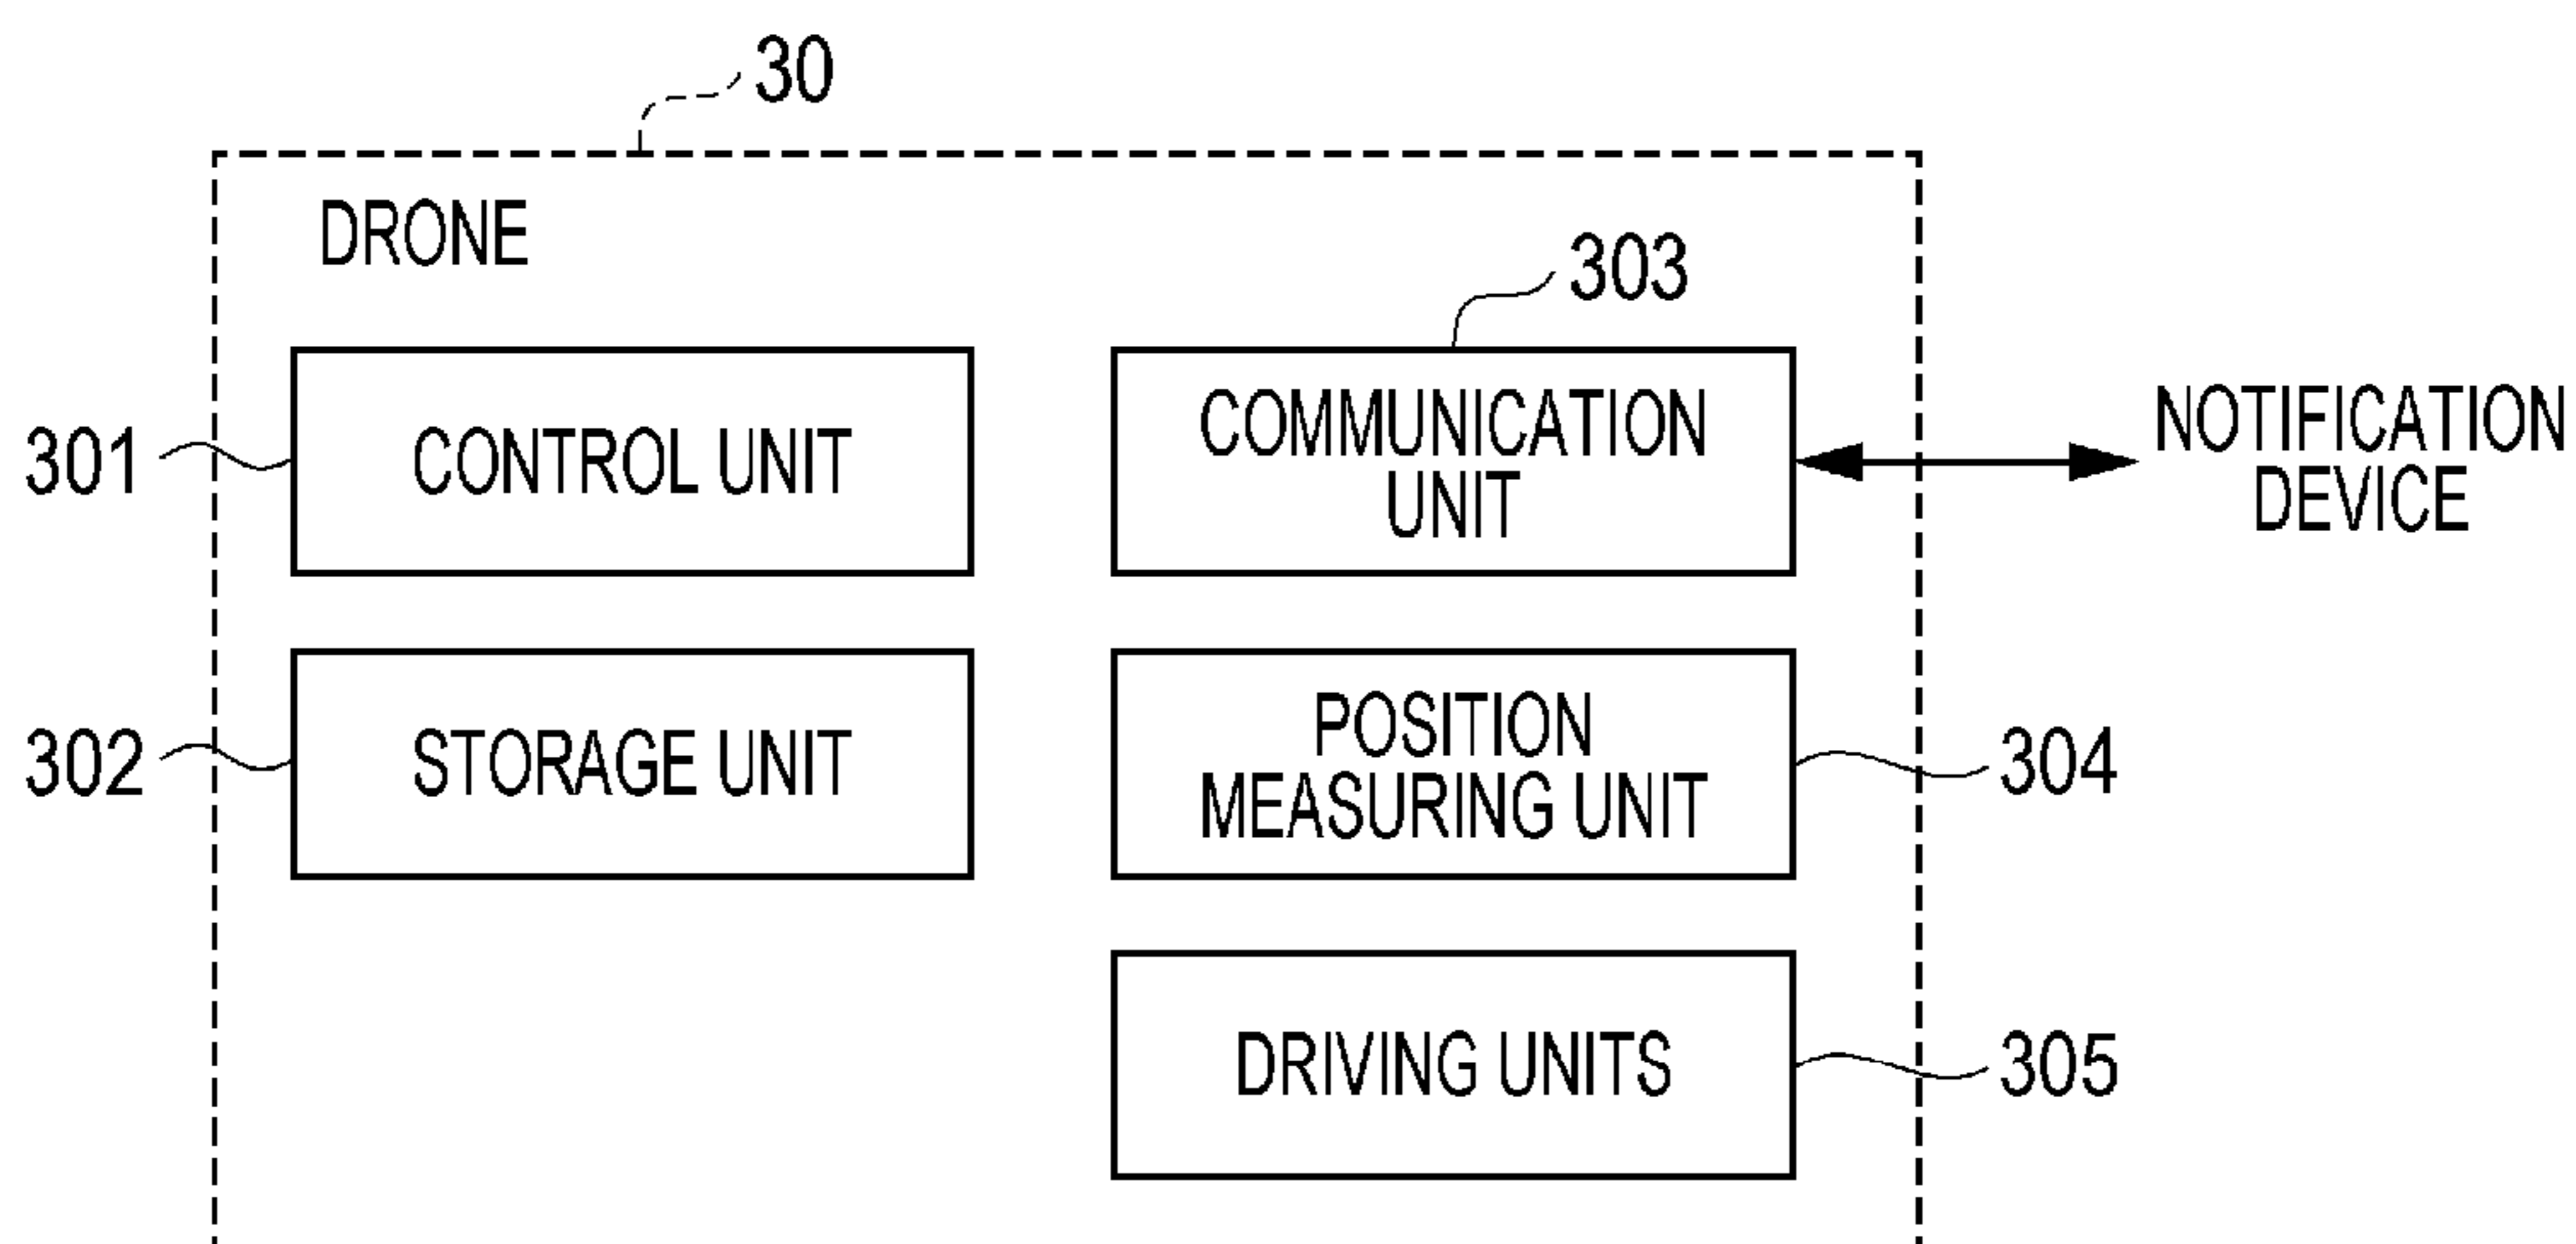 30
DRONE
303
301
CONTROL UNIT
COMMUNICATION
UNIT
NOTIFICATION
DEVICE
302
STORAGE UNIT
POSITION
MEASURING UNIT
304
DRIVING UNITS
305